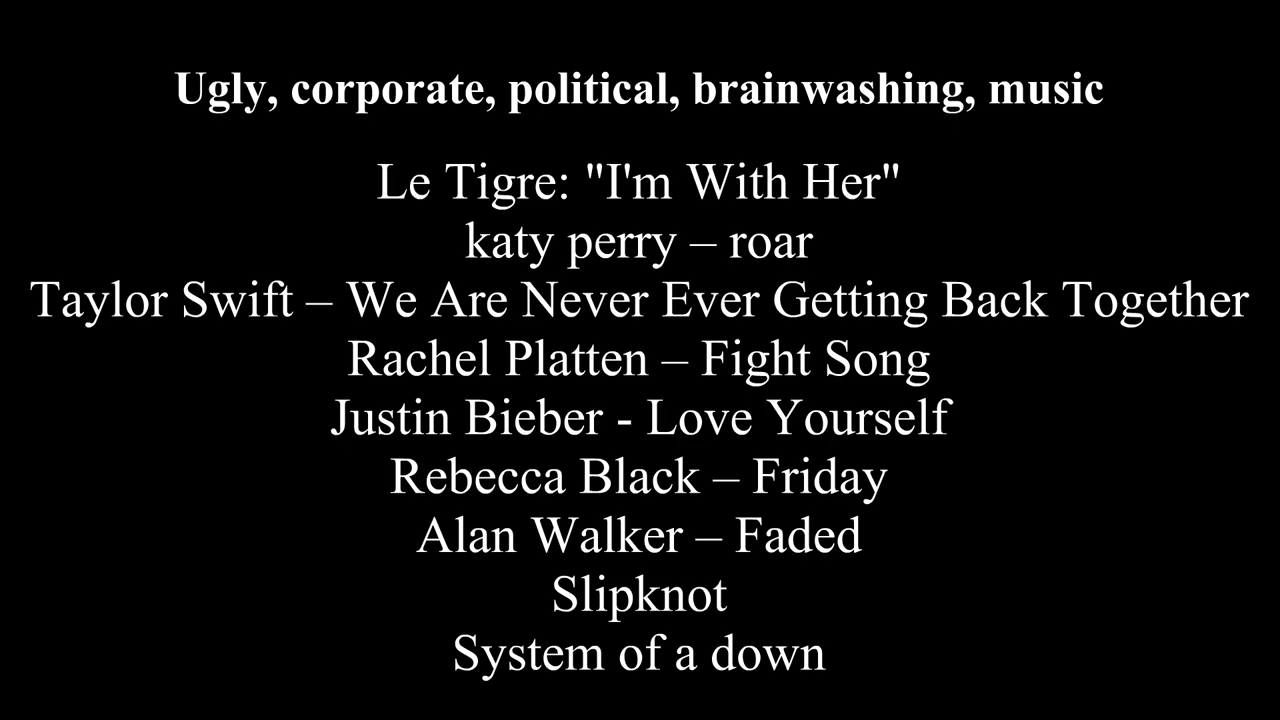 Ugly, corporate, political, brainwashing, music
Le Tigre: "I'm With Her"
katy perry – roar
Taylor Swift – We Are Never Ever Getting Back Together
Rachel Platten – Fight Song
Justin Bieber - Love Yourself
Rebecca Black – Friday
Alan Walker – Faded
Slipknot
System of a down